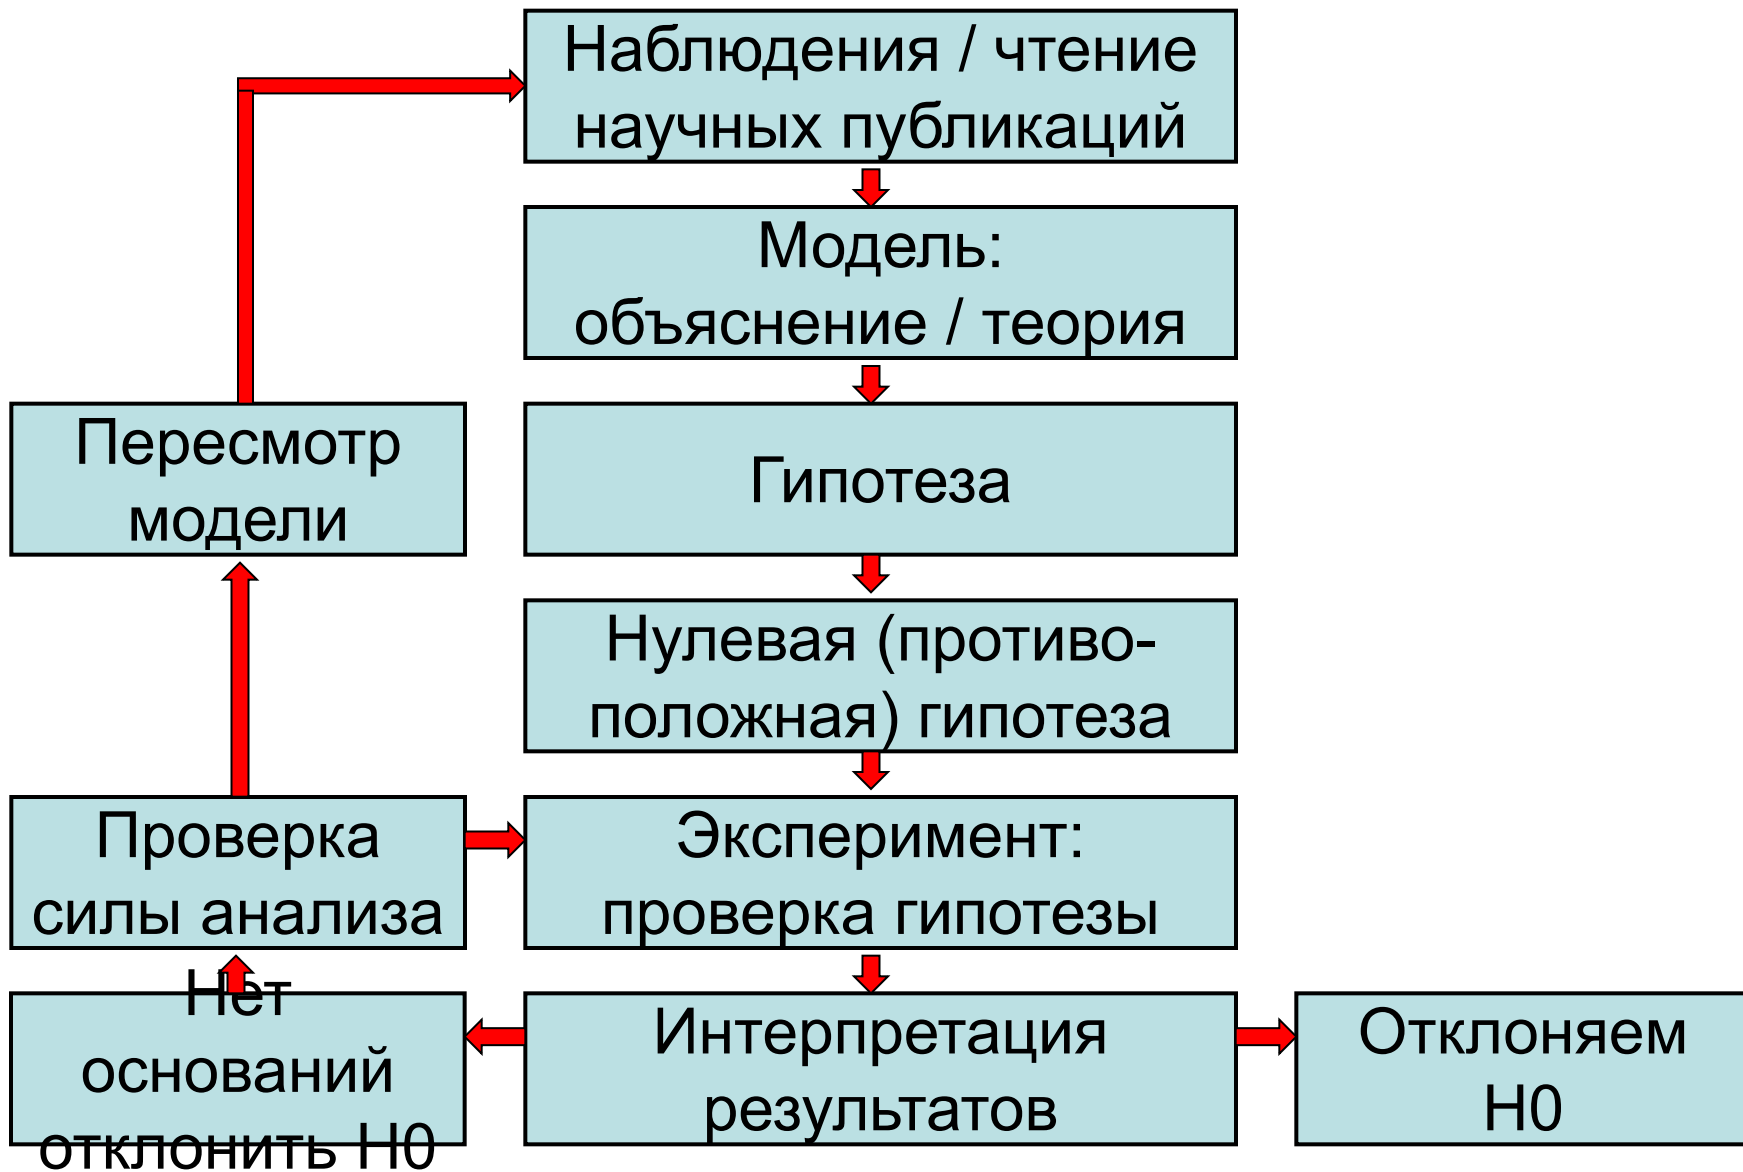 Наблюдения / чтение
научных публикаций
Модель:
объяснение / теория
Пересмотр
модели
Гипотеза
Нулевая (противо-
положная) гипотеза
Проверка
силы анализа
Эксперимент:
проверка гипотезы
Нет
оснований
отклонить Н0
Интерпретация
результатов
Отклоняем
Н0